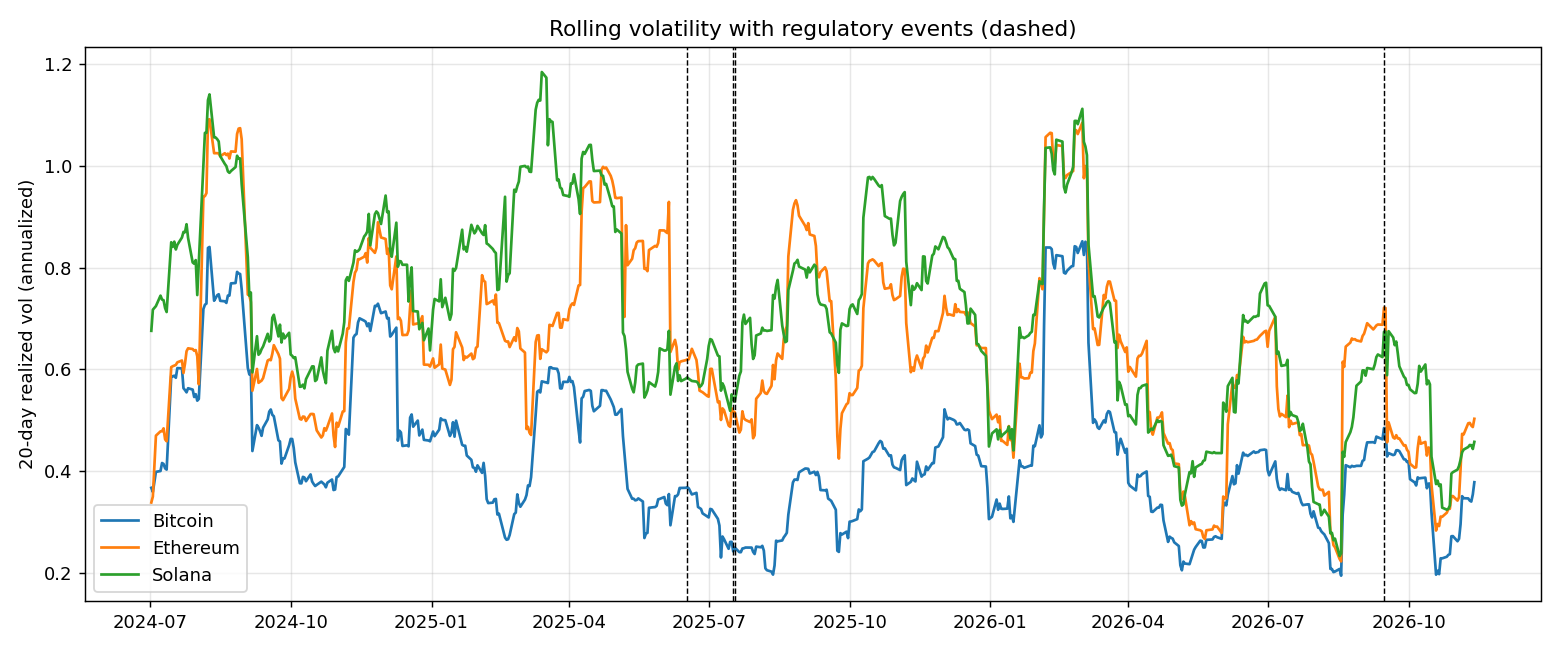 Rolling volatility with regulatory events (dashed)
20-day realized vol (annualized)
1.2
1.0
0.8
0.6
0.4
0.2
Bitcoin
Ethereum
Solana
2024-07 2024-10 2025-01 2025-04 2025-07 2025-10 2026-01 2026-04 2026-07 2026-10